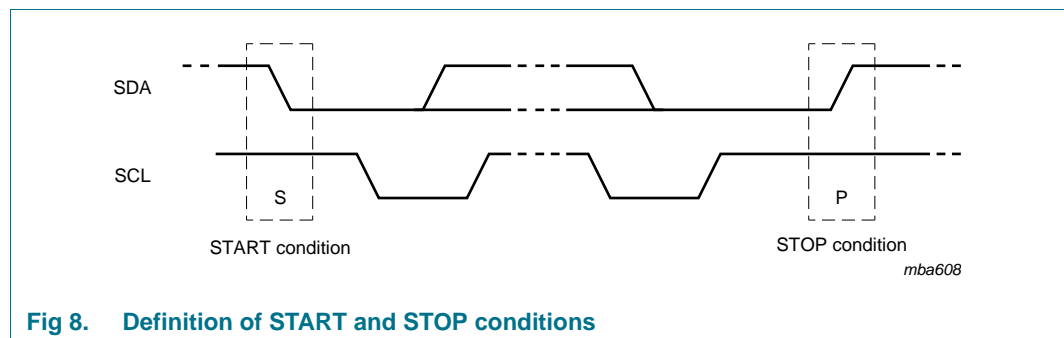 SDA
SCL
S
P
START condition
STOP condition
mba608
Fig 8. Definition of START and STOP conditions